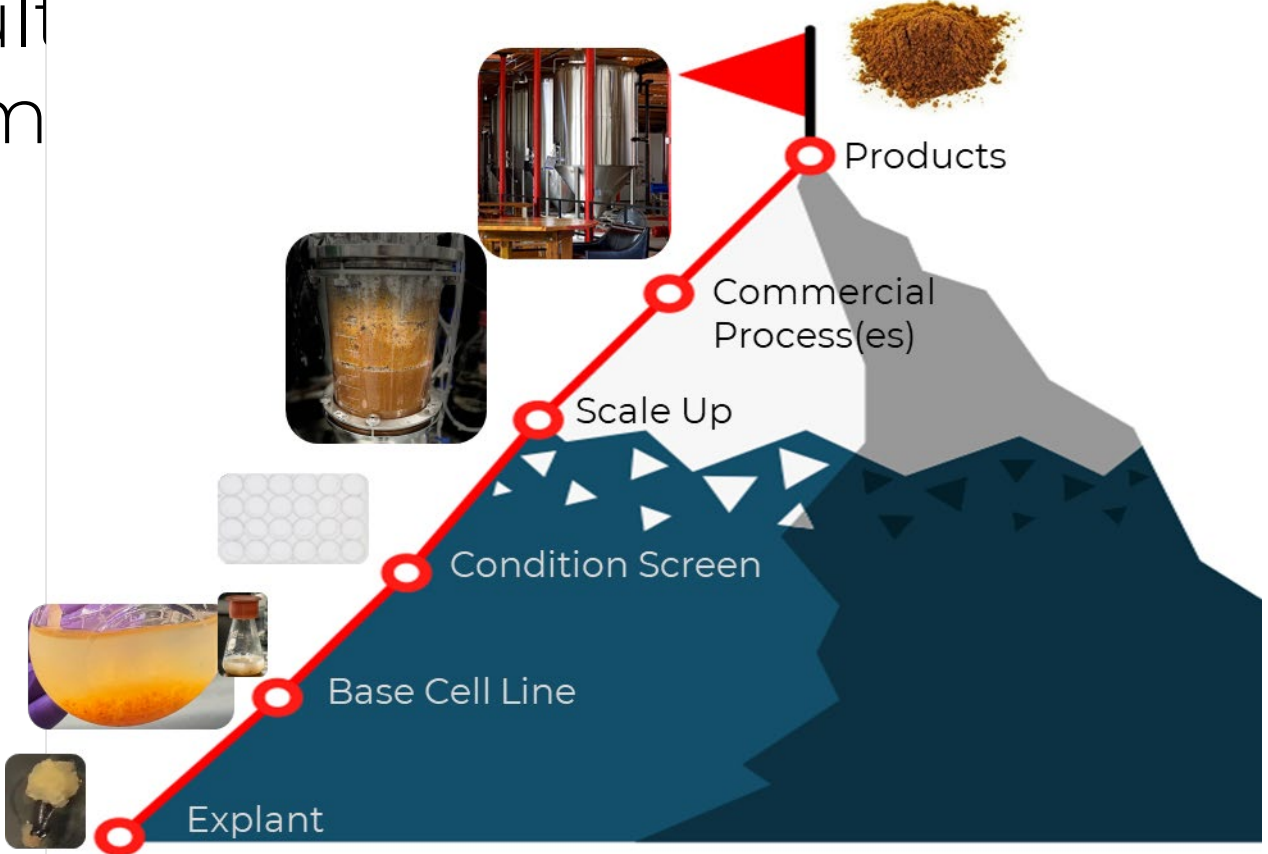 Products
Commercial
Process(es)
Scale Up
Condition Screen
Base Cell Line
Explant